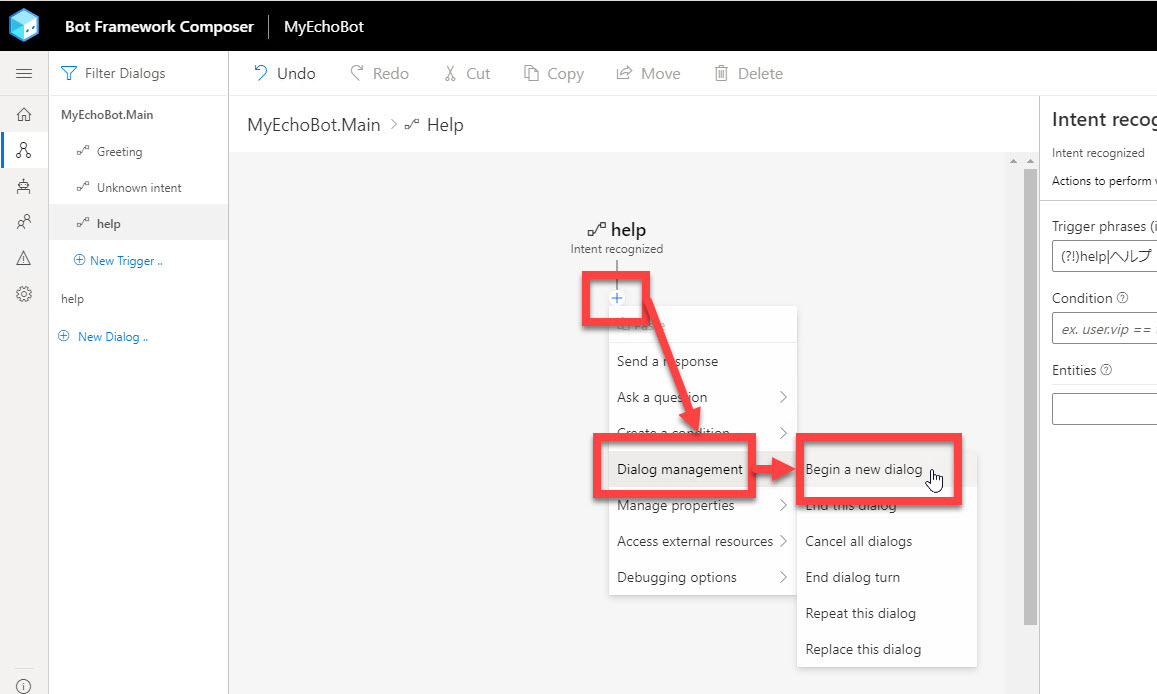 Bot Framework Composer
MyEchoBot
Filter Dialogs
Undo
Redo
Cut
Copy
Move
Delete
MyEchoBot.Main
Greeting
Unknown intent
help
New Trigger ..
help
New Dialog ..
MyEchoBot.Main > Help
help
Intent recognized
+
Paste
Send a response
Ask a question
Create a condition
Dialog management
Manage properties
Access external resources
Debugging options
Begin a new dialog
End this dialog
Cancel all dialogs
End dialog turn
Repeat this dialog
Replace this dialog
Intent recog
Intent recognized
Actions to perform
Trigger phrases (i
(?!)help|ヘルプ
Condition
ex. user.vip ==
Entities